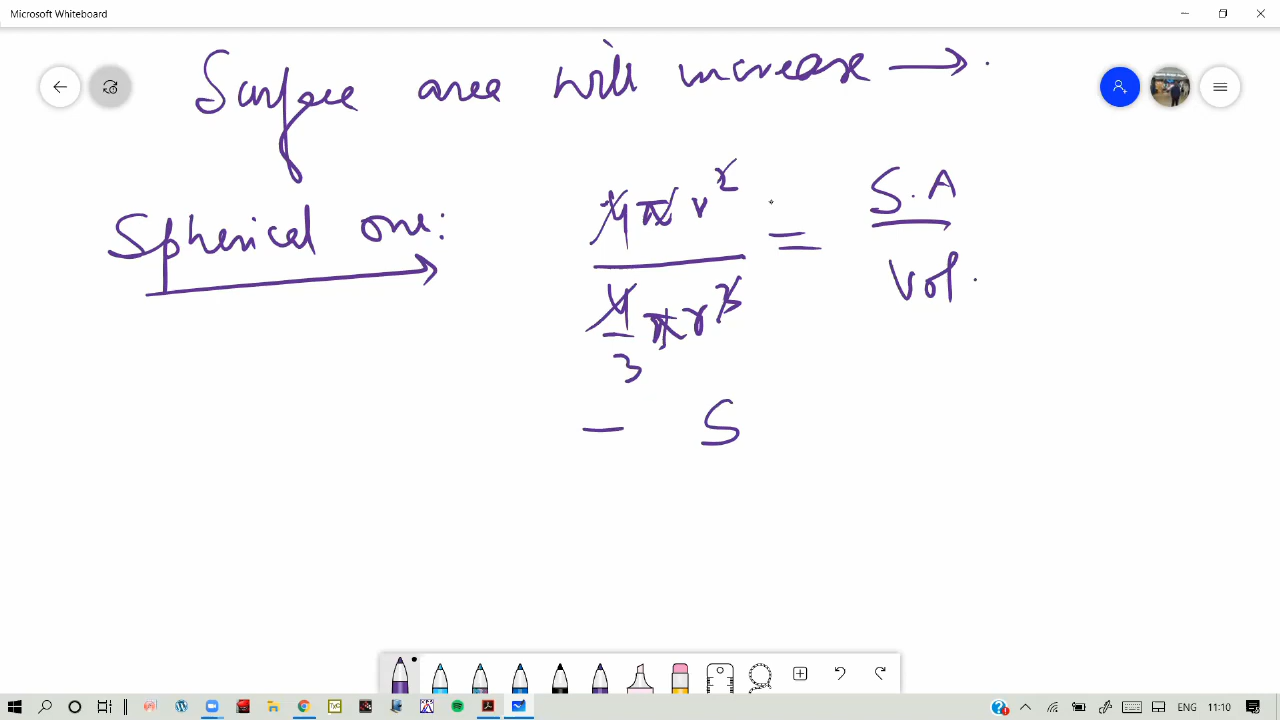 Microsoft Whiteboard
Surface area will increase →.
Spherical one:
4πr² / (4/3)πr³ = S.A / Vol.
— S
ENG 11:10